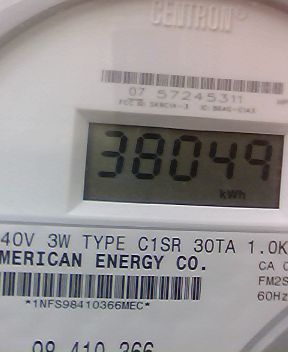 CENTRON®
07 57245311
38049
kWh
40V 3W TYPE C1SR 30TA 1.0K
MERICAN ENERGY CO.
CA 0
FM2S
60Hz
*1NFS98410366MEC*
98 410 366